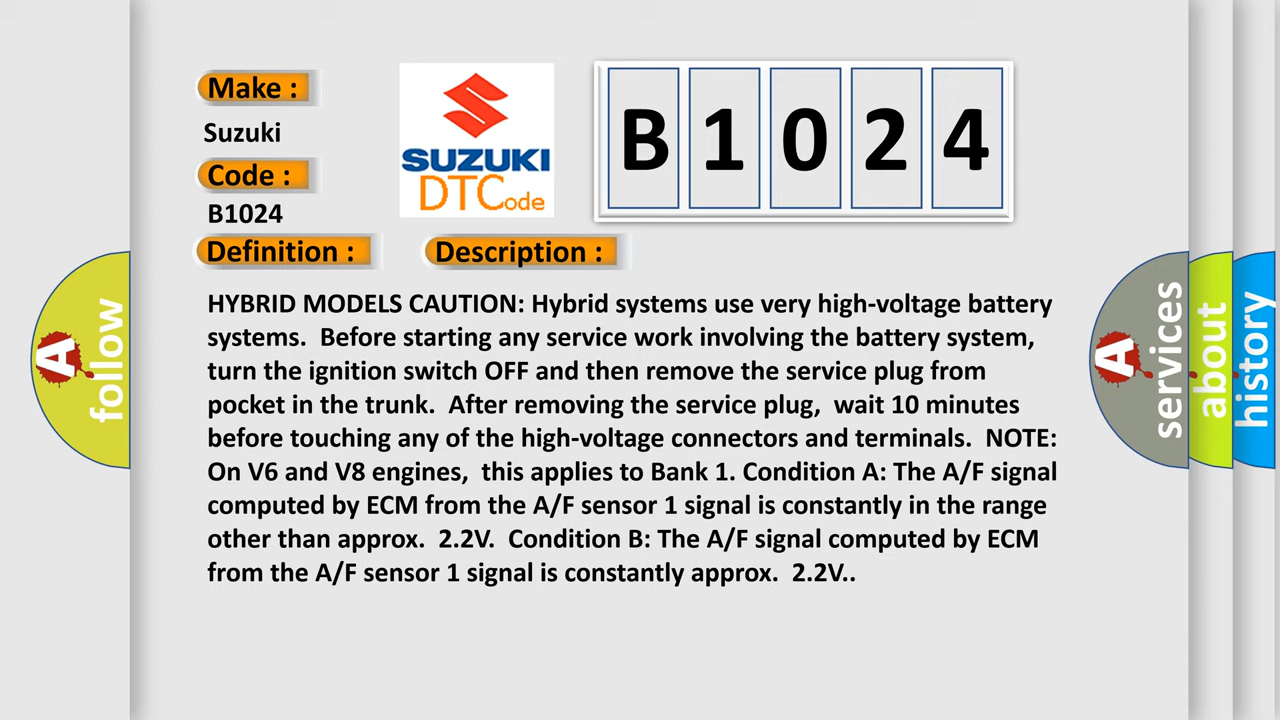 Make :
Suzuki
Code :
B1024
SUZUKI
DTCode
B1024
Definition :
Description :
HYBRID MODELS CAUTION: Hybrid systems use very high-voltage battery
systems. Before starting any service work involving the battery system,
turn the ignition switch OFF and then remove the service plug from
pocket in the trunk. After removing the service plug, wait 10 minutes
before touching any of the high-voltage connectors and terminals. NOTE:
On V6 and V8 engines, this applies to Bank 1. Condition A: The A/F signal
computed by ECM from the A/F sensor 1 signal is constantly in the range
other than approx. 2.2V. Condition B: The A/F signal computed by ECM
from the A/F sensor 1 signal is constantly approx. 2.2V..
A
follow
A
services
about
history